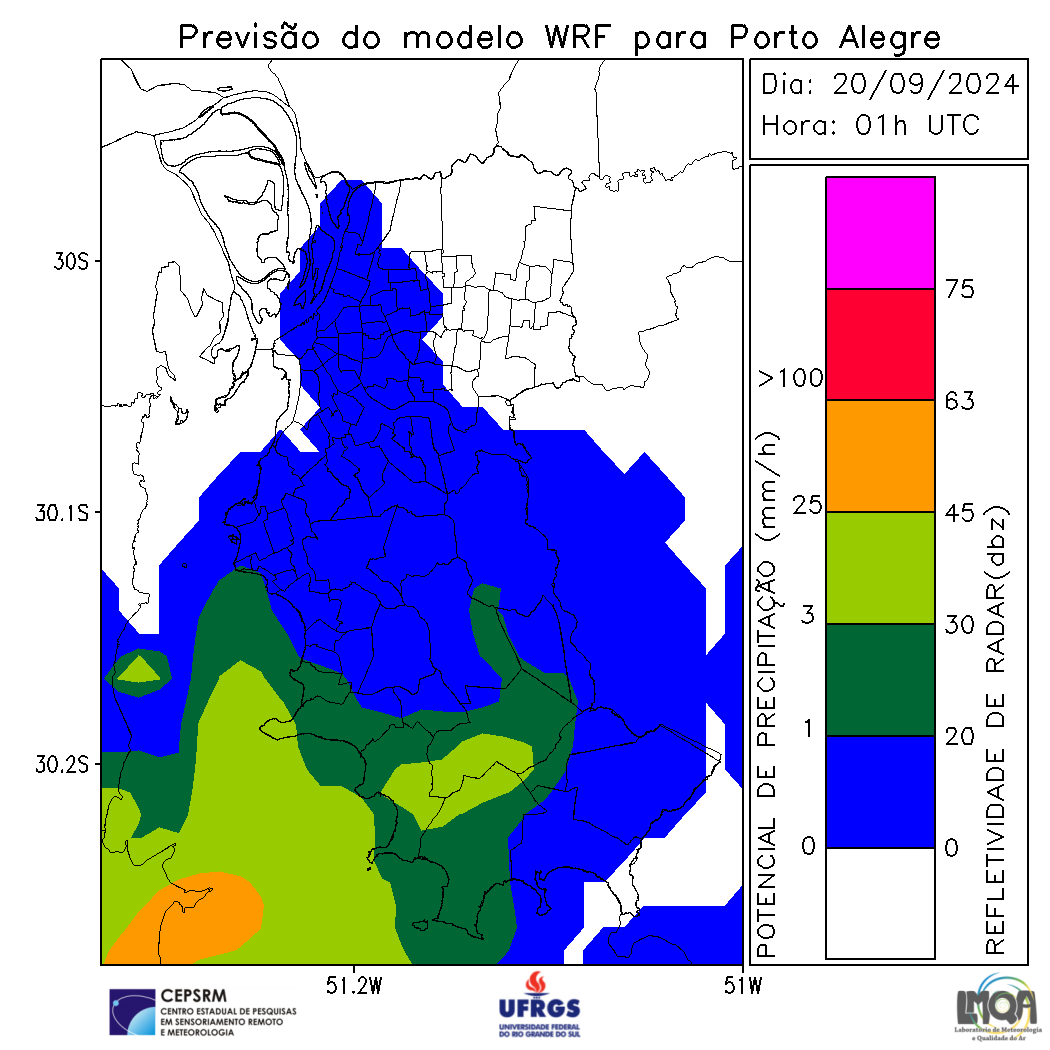 Previsão do modelo WRF para Porto Alegre
Dia: 20/09/2024
Hora: 01h UTC
30S
30.1S
30.2S
51.2W
51W
POTENCIAL DE PRECIPITAÇÃO (mm/h)
>100
25
3
1
0
75
63
45
30
20
0
REFLETIVIDADE DE RADAR(dbz)
CEPSRM
CENTRO ESTADUAL DE PESQUISAS
EM SENSORIAMENTO REMOTO
E METEOROLOGIA
UFRGS
UNIVERSIDADE FEDERAL
DO RIO GRANDE DO SUL
LMQA
Laboratório de Meteorologia
e Qualidade do Ar